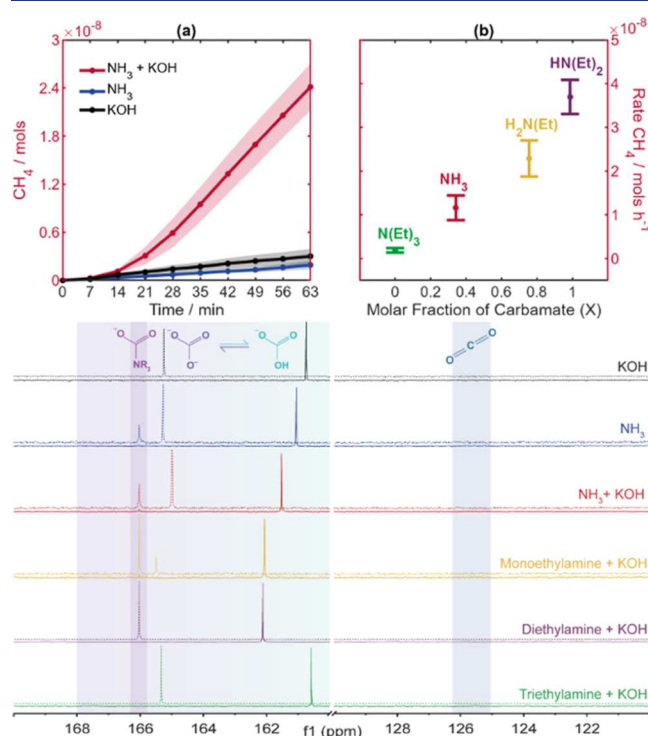 (a)
×10⁻⁸
3
2.4
1.8
1.2
0.6
0
CH₄ / mols
NH₃ + KOH
NH₃
KOH
0 7 14 21 28 35 42 49 56 63
Time / min
(b)
×10⁻⁸
5
4
3
2
1
0
Rate CH₄ / mols h⁻¹
HN(Et)₂
H₂N(Et)
NH₃
N(Et)₃
0 0.2 0.4 0.6 0.8 1
Molar Fraction of Carbamate (X)
⁻O O NR₃
⁻O O O⁻
⁻O O OH
O C O
KOH
NH₃
NH₃+ KOH
Monoethylamine + KOH
Diethylamine + KOH
Triethylamine + KOH
168 166 164 162 128 126 124 122
f1 (ppm)